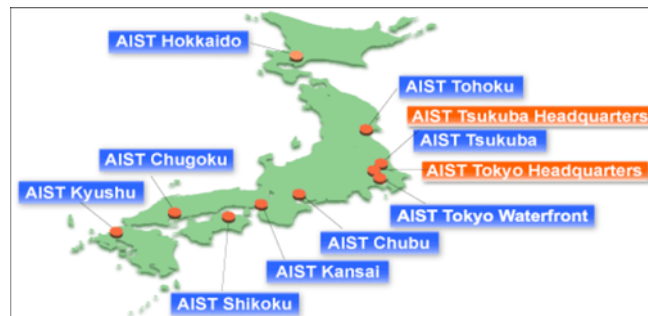 AIST Hokkaido
AIST Tohoku
AIST Tsukuba Headquarters
AIST Tsukuba
AIST Chugoku
AIST Tokyo Headquarters
AIST Kyushu
AIST Tokyo Waterfront
AIST Chubu
AIST Kansai
AIST Shikoku